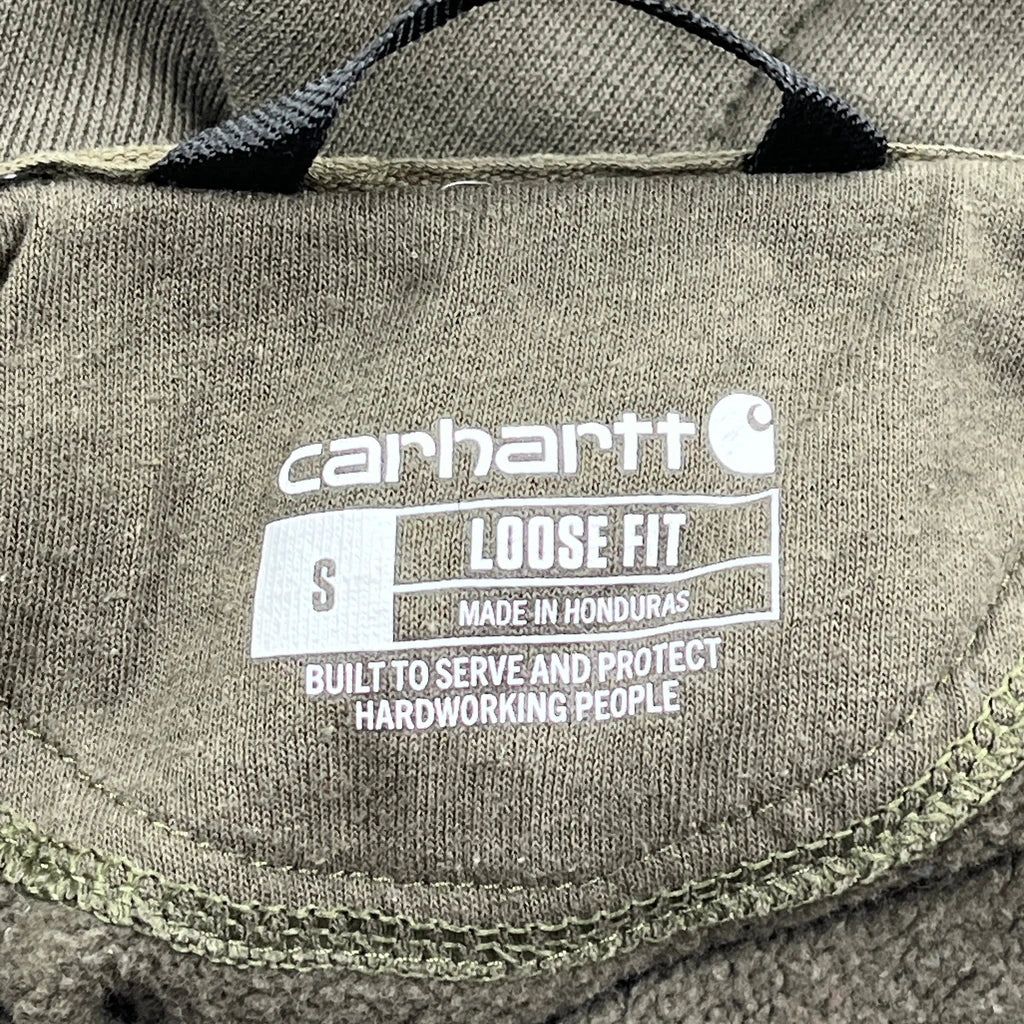 carhartt
S
LOOSE FIT
MADE IN HONDURAS
BUILT TO SERVE AND PROTECT
HARDWORKING PEOPLE